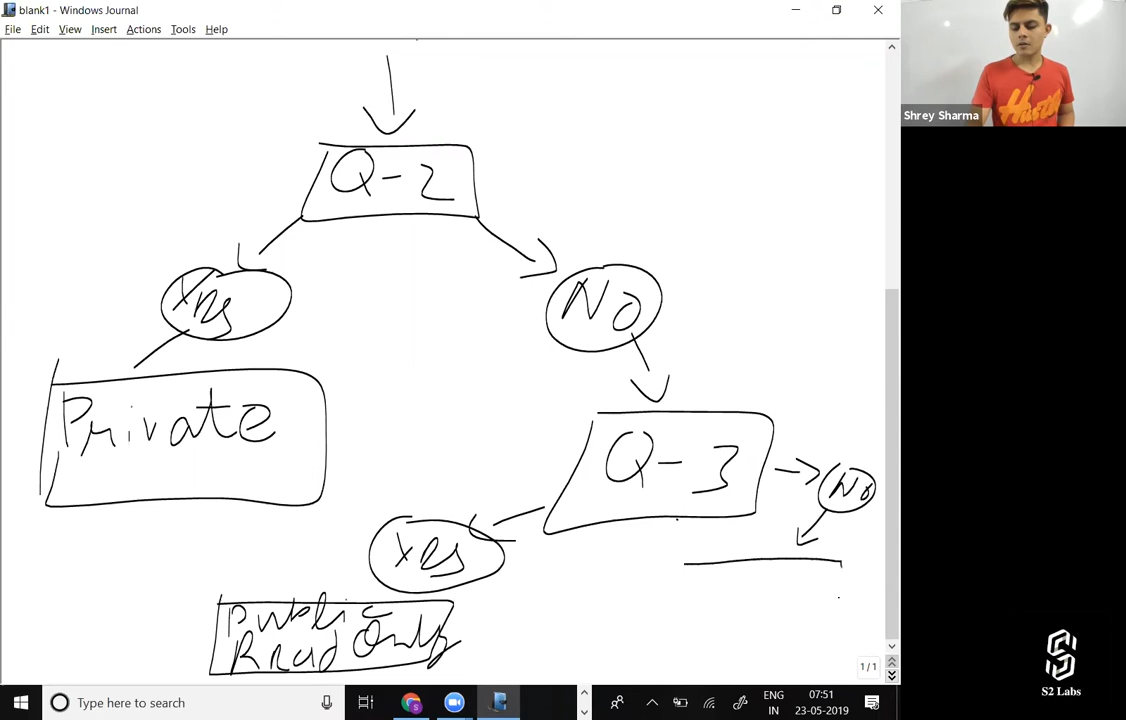 blank1 - Windows Journal
File Edit View Insert Actions Tools Help
Shrey Sharma
Hustle
Q-2
Yes
No
Private
Q-3
No
Yes
Public
Read Only
1/1
S2 Labs
Type here to search
ENG
IN
07:51
23-05-2019